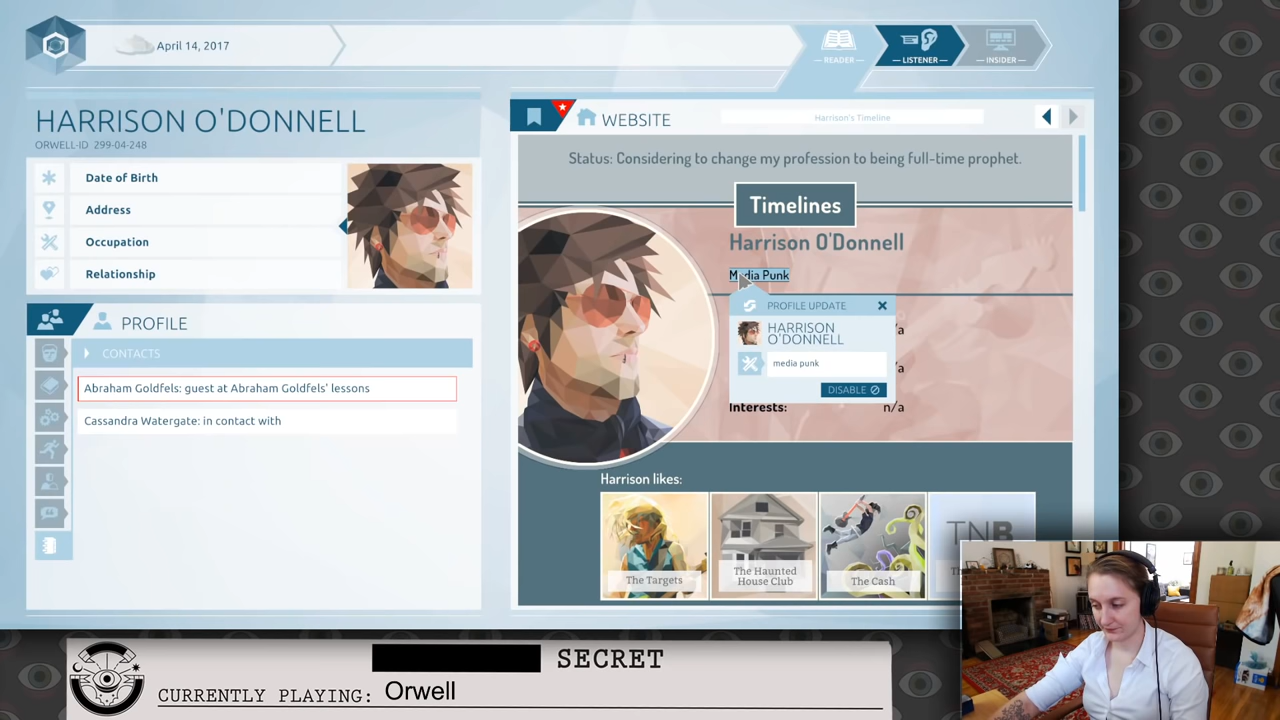 April 14, 2017
READER
LISTENER
INSIDER
HARRISON O'DONNELL
ORWELL-ID 299-04-248
Date of Birth
Address
Occupation
Relationship
PROFILE
CONTACTS
Abraham Goldfels: guest at Abraham Goldfels' lessons
Cassandra Watergate: in contact with
WEBSITE
Harrison's Timeline
Status: Considering to change my profession to being full-time prophet.
Timelines
Harrison O'Donnell
Media Punk
PROFILE UPDATE
HARRISON
O'DONNELL
media punk
DISABLE
Interests:
n/a
Harrison likes:
The Targets
The Haunted
House Club
The Cash
TNB
SECRET
CURRENTLY PLAYING: Orwell